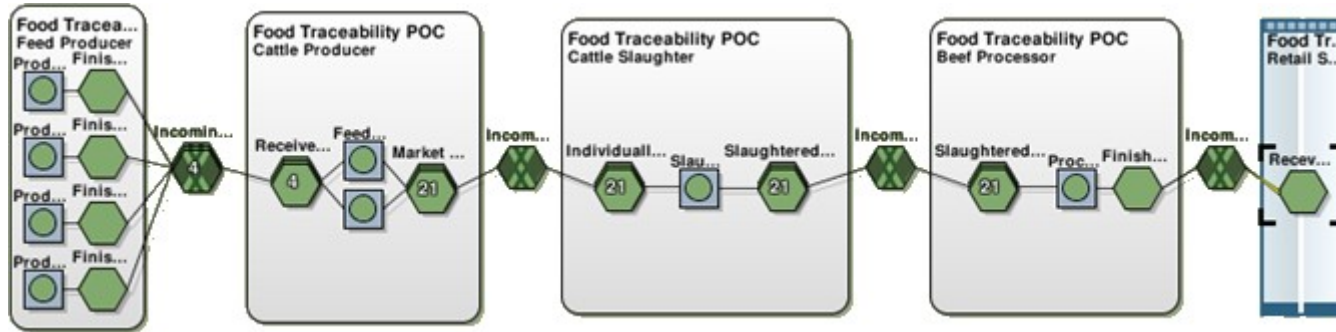 Food Tracea...
Feed Producer
Prod... Finis...
Prod... Finis...
Prod... Finis...
Prod... Finis...
Incomin...
4
Food Traceability POC
Cattle Producer
Receive...
4
Feed...
Market ...
21
Incom...
Food Traceability POC
Cattle Slaughter
Individuall...
21
Slau...
Slaughtered...
21
Incom...
Food Traceability POC
Beef Processor
Slaughtered...
21
Proc...
Finish...
Incom...
Food Tr...
Retail S...
Recev...